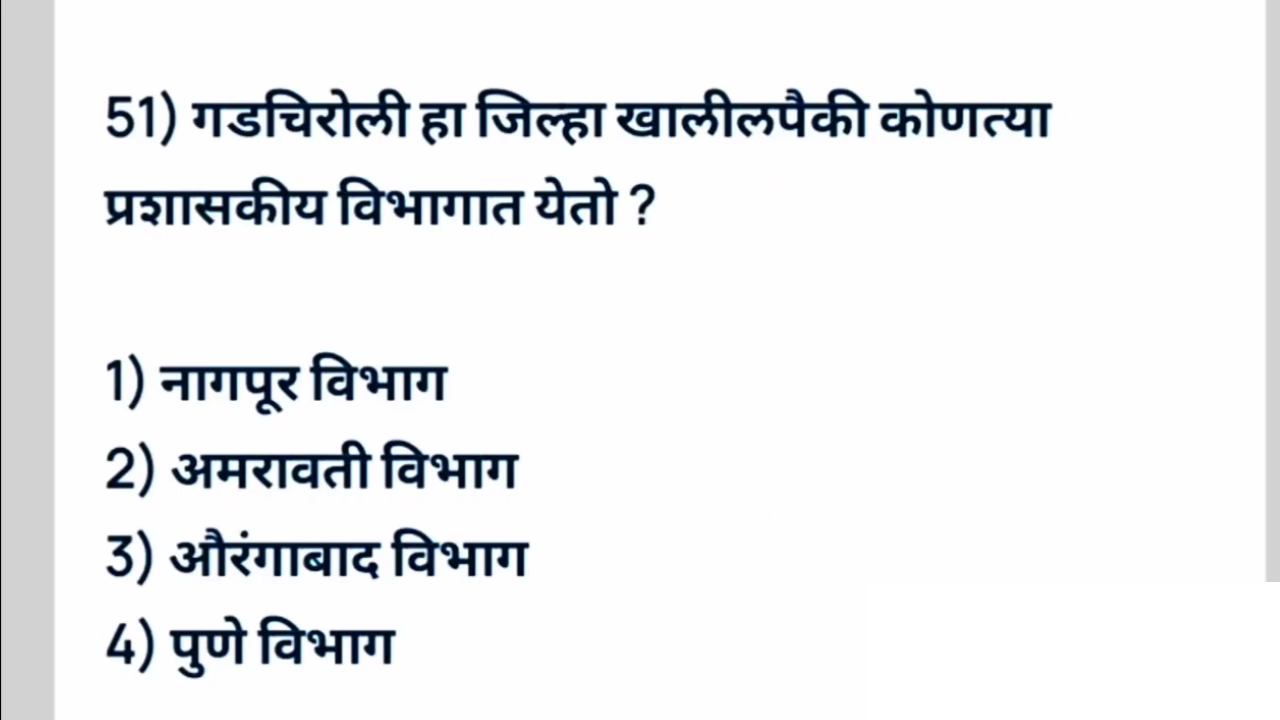 51) गडचिरोली हा जिल्हा खालीलपैकी कोणत्या
प्रशासकीय विभागात येतो ?
1) नागपूर विभाग
2) अमरावती विभाग
3) औरंगाबाद विभाग
4) पुणे विभाग